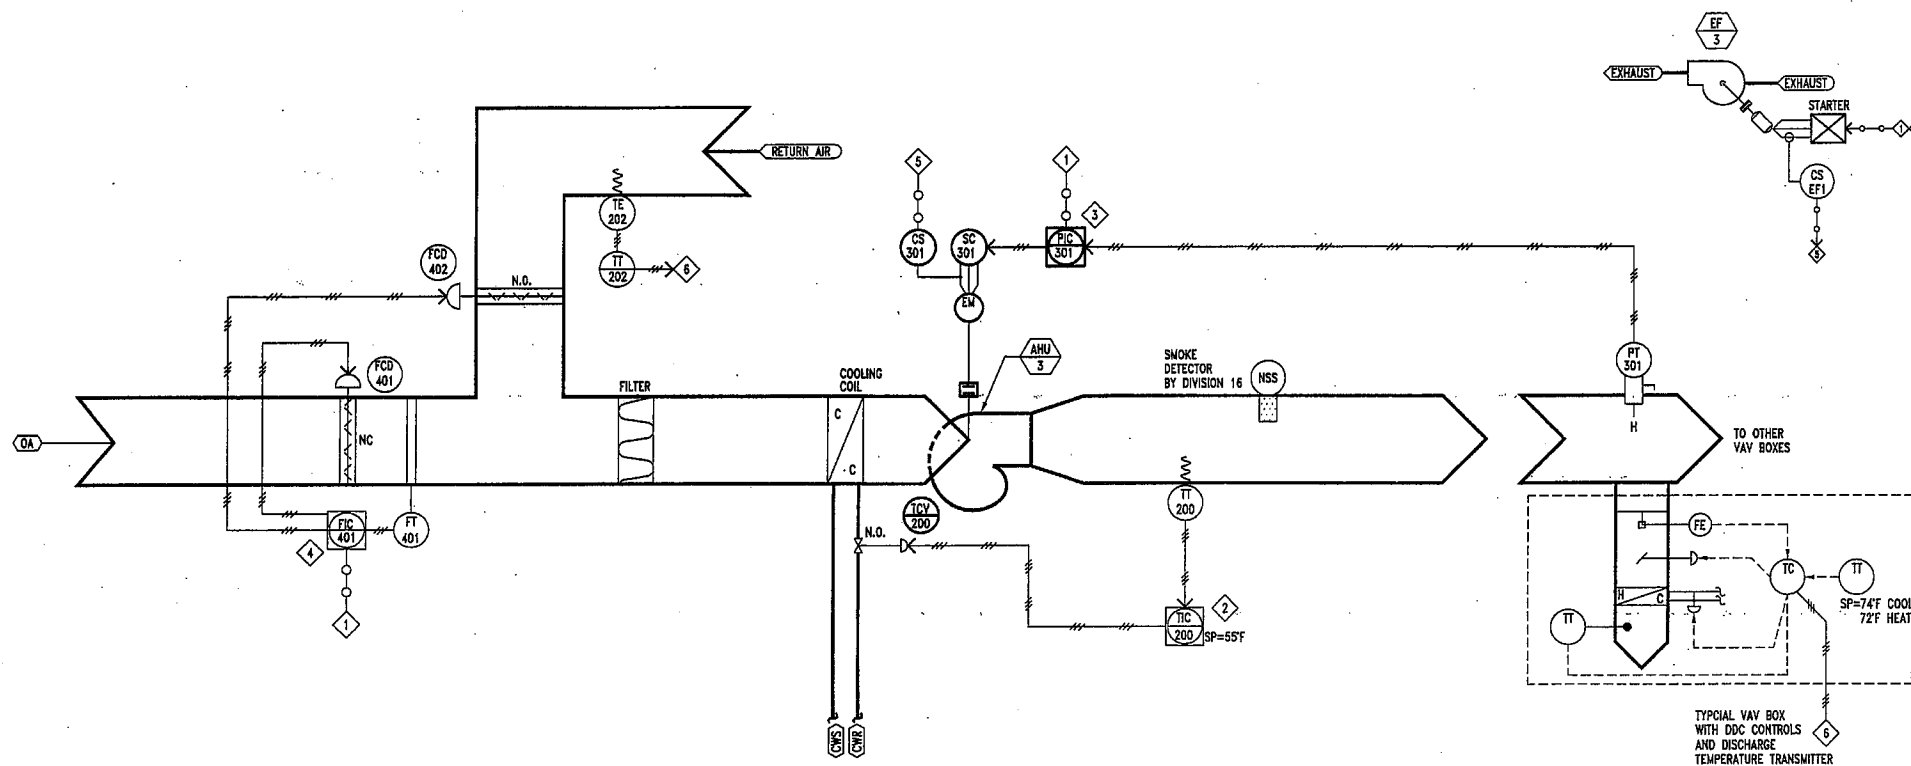 EF
3
EXHAUST
EXHAUST
STARTER
1
CS
EF1
5
RETURN AIR
5
1
3
TE
202
TT
202
6
CS
301
SC
301
PIC
301
FCD
402
N.O.
EM
AHU
3
PT
301
H
FCD
401
FILTER
COOLING
COIL
SMOKE
DETECTOR
BY DIVISION 16
NSS
OA
NC
C
C
TO OTHER
VAV BOXES
TCV
200
N.O.
TT
200
FIC
401
FT
401
4
1
TIC
200
2
SP=55°F
FE
TC
TT
SP=74°F COOL
72°F HEAT
H
C
TT
CWS
CWR
TYPCIAL VAV BOX
WITH DDC CONTROLS
AND DISCHARGE
TEMPERATURE TRANSMITTER
6